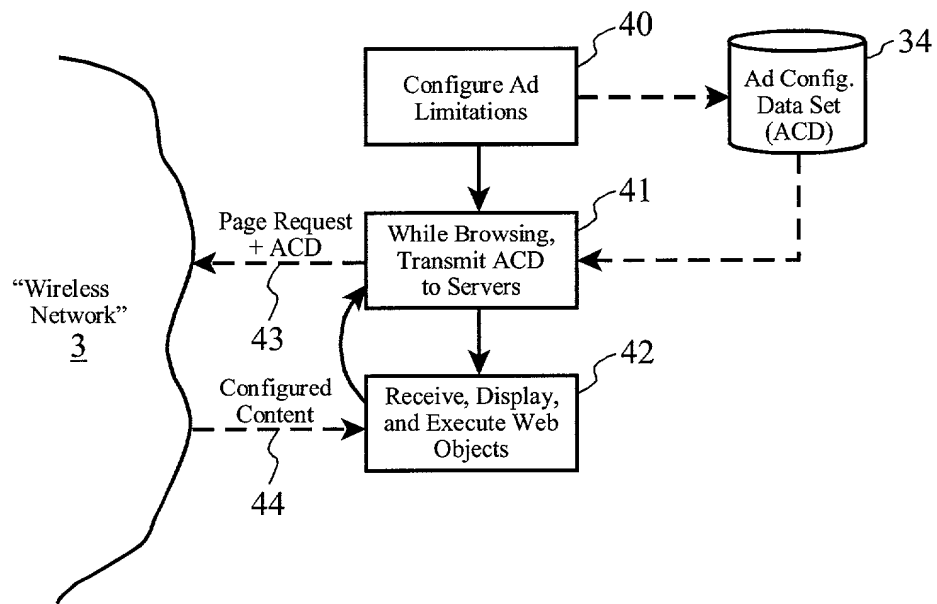 40
34
Configure Ad
Limitations
Ad Config.
Data Set
(ACD)
41
Page Request
+ ACD
While Browsing,
Transmit ACD
to Servers
“Wireless
Network”
3
43
42
Configured
Content
Receive, Display,
and Execute Web
Objects
44